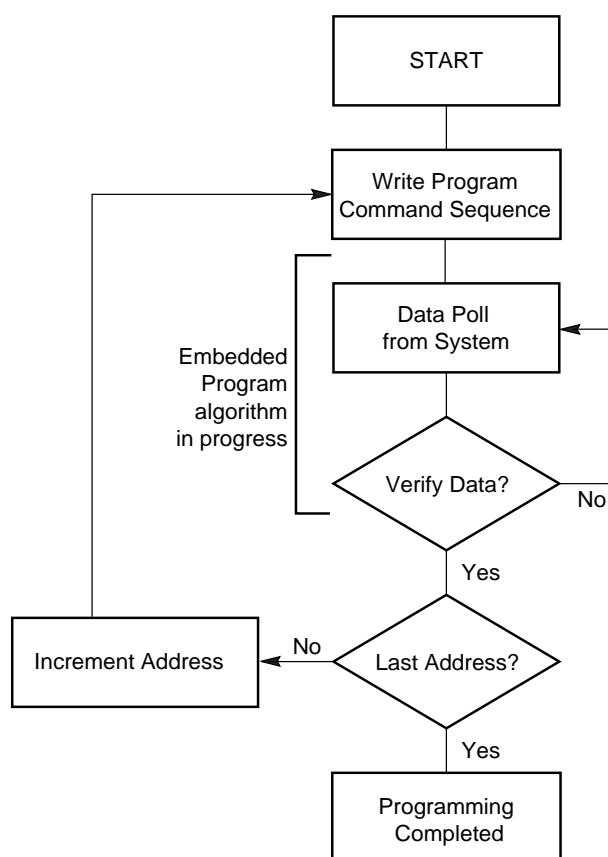 START
Write Program
Command Sequence
Data Poll
from System
Embedded
Program
algorithm
in progress
Verify Data?
No
Yes
No
Increment Address
Last Address?
Yes
Programming
Completed